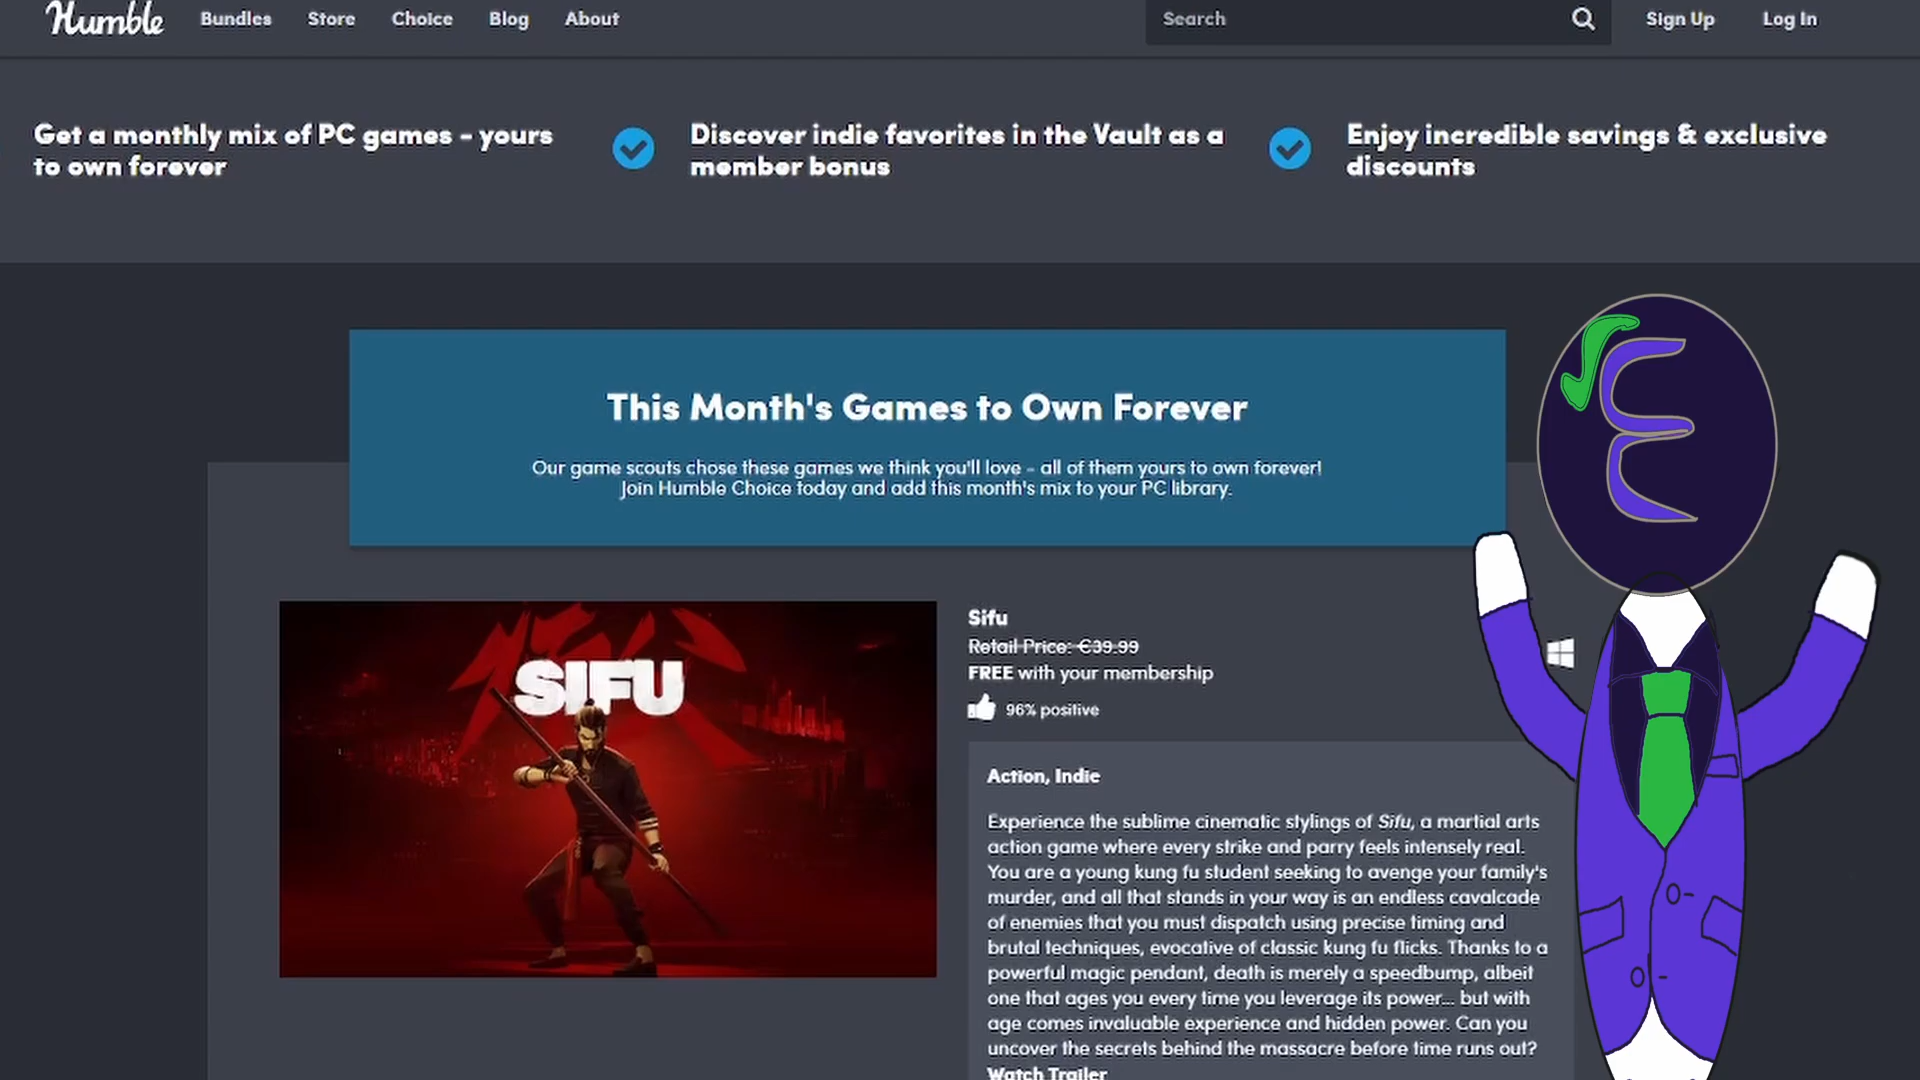 Humble
Bundles
Store
Choice
Blog
About
Search
Sign Up
Log In
Get a monthly mix of PC games - yours
to own forever
Discover indie favorites in the Vault as a
member bonus
Enjoy incredible savings & exclusive
discounts
This Month's Games to Own Forever
Our game scouts chose these games we think you'll love - all of them yours to own forever!
Join Humble Choice today and add this month's mix to your PC library.
SIFU
Sifu
Retail Price: €39.99
FREE with your membership
96% positive
Action, Indie
Experience the sublime cinematic stylings of Sifu, a martial arts
action game where every strike and parry feels intensely real.
You are a young kung fu student seeking to avenge your family's
murder, and all that stands in your way is an endless cavalcade
of enemies that you must dispatch using precise timing and
brutal techniques, evocative of classic kung fu flicks. Thanks to a
powerful magic pendant, death is merely a speedbump, albeit
one that ages you every time you leverage its power... but with
age comes invaluable experience and hidden power. Can you
uncover the secrets behind the massacre before time runs out?
Watch Trailer